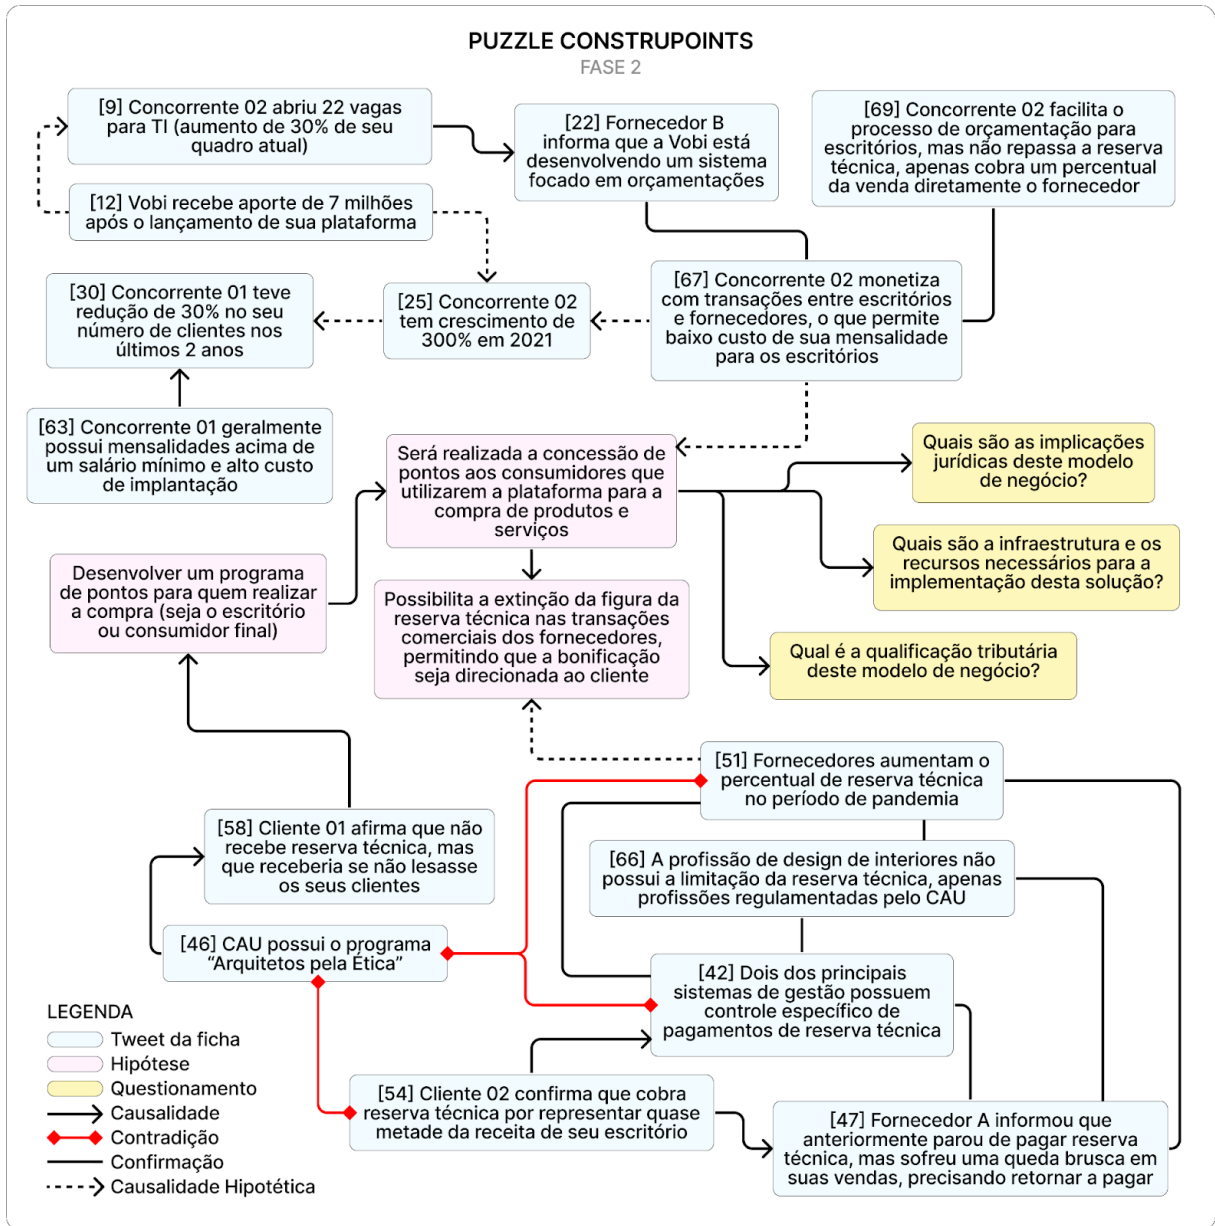 PUZZLE CONSTRUPOINTS
FASE 2
[9] Concorrente 02 abriu 22 vagas
para TI (aumento de 30% de seu
quadro atual)
[22] Fornecedor B
informa que a Vobi está
desenvolvendo um sistema
focado em orçamentações
[69] Concorrente 02 facilita o
processo de orçamentação para
escritórios, mas não repassa a reserva
técnica, apenas cobra um percentual
da venda diretamente o fornecedor
[12] Vobi recebe aporte de 7 milhões
após o lançamento de sua plataforma
[30] Concorrente 01 teve
redução de 30% no seu
número de clientes nos
últimos 2 anos
[25] Concorrente 02
tem crescimento de
300% em 2021
[67] Concorrente 02 monetiza
com transações entre escritórios
e fornecedores, o que permite
baixo custo de sua mensalidade
para os escritórios
[63] Concorrente 01 geralmente
possui mensalidades acima de
um salário mínimo e alto custo
de implantação
Será realizada a concessão de
pontos aos consumidores que
utilizarem a plataforma para a
compra de produtos e
serviços
Quais são as implicações
jurídicas deste modelo
de negócio?
Quais são a infraestrutura e os
recursos necessários para a
implementação desta solução?
Desenvolver um programa
de pontos para quem realizar
a compra (seja o escritório
ou consumidor final)
Possibilita a extinção da figura da
reserva técnica nas transações
comerciais dos fornecedores,
permitindo que a bonificação
seja direcionada ao cliente
Qual é a qualificação tributária
deste modelo de negócio?
[51] Fornecedores aumentam o
percentual de reserva técnica
no período de pandemia
[58] Cliente 01 afirma que não
recebe reserva técnica, mas
que receberia se não lesasse
os seus clientes
[66] A profissão de design de interiores não
possui a limitação da reserva técnica, apenas
profissões regulamentadas pelo CAU
[46] CAU possui o programa
“Arquitetos pela Ética”
[42] Dois dos principais
sistemas de gestão possuem
controle específico de
pagamentos de reserva técnica
[54] Cliente 02 confirma que cobra
reserva técnica por representar quase
metade da receita de seu escritório
[47] Fornecedor A informou que
anteriormente parou de pagar reserva
técnica, mas sofreu uma queda brusca em
suas vendas, precisando retornar a pagar
LEGENDA
Tweet da ficha
Hipótese
Questionamento
Causalidade
Contradição
Confirmação
Causalidade Hipotética